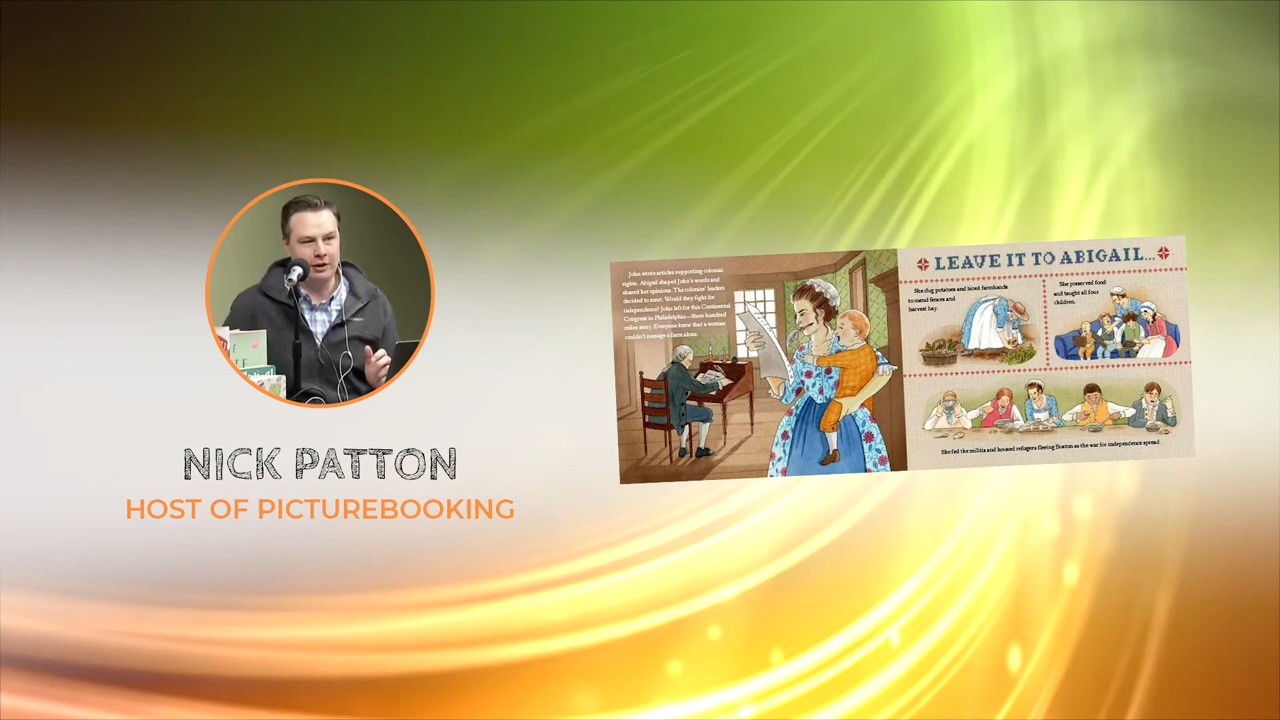 NICK PATTON
HOST OF PICTUREBOOKING
John wrote articles supporting colonial
rights. Abigail shaped John's words and
shared her opinions. The colonies' leaders
decided to meet. Would they fight for
independence? John left for this Continental
Congress in Philadelphia—three hundred
miles away. Everyone knew that a woman
couldn't manage a farm alone.
LEAVE IT TO ABIGAIL...
She dug potatoes and hired farmhands
to mend fences and
harvest hay.
She preserved food
and taught all four
children.
She fed the militia and housed refugees fleeing Boston as the war for independence spread.